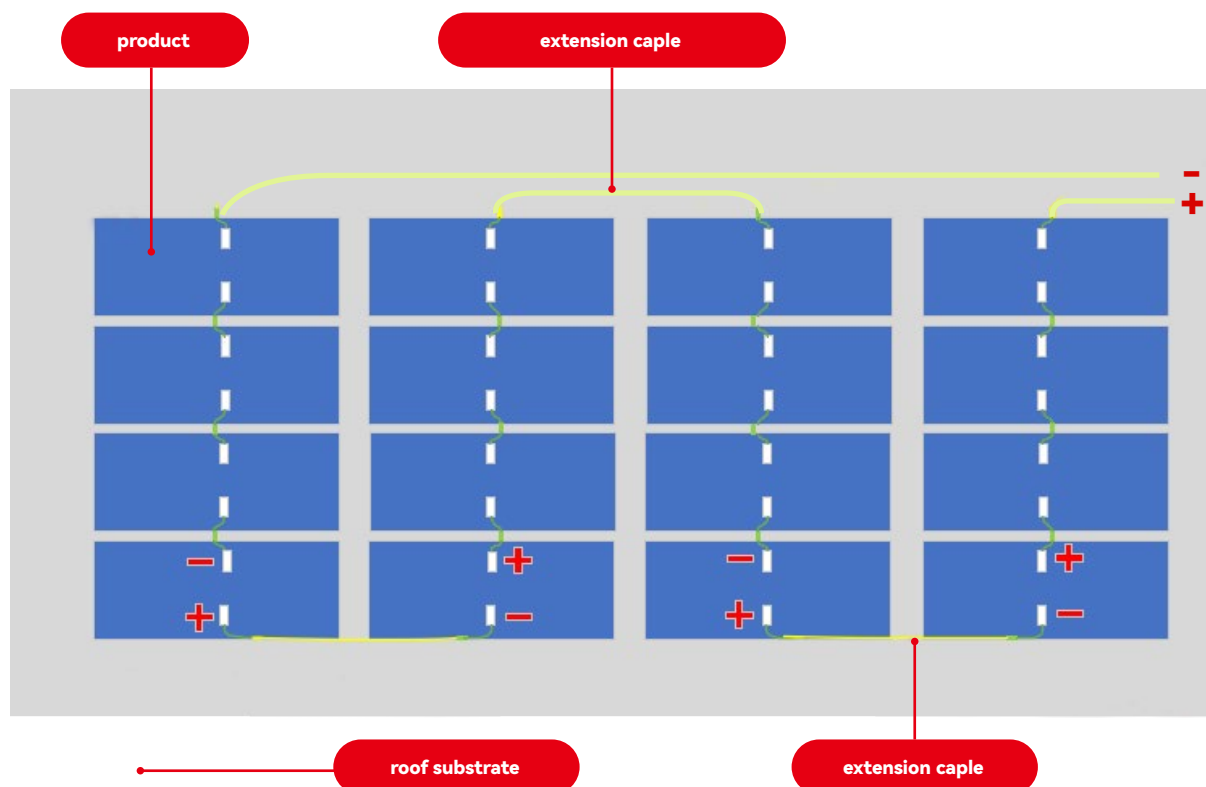 product
extension caple
-
+
- + - +
+ - + -
roof substrate
extension caple